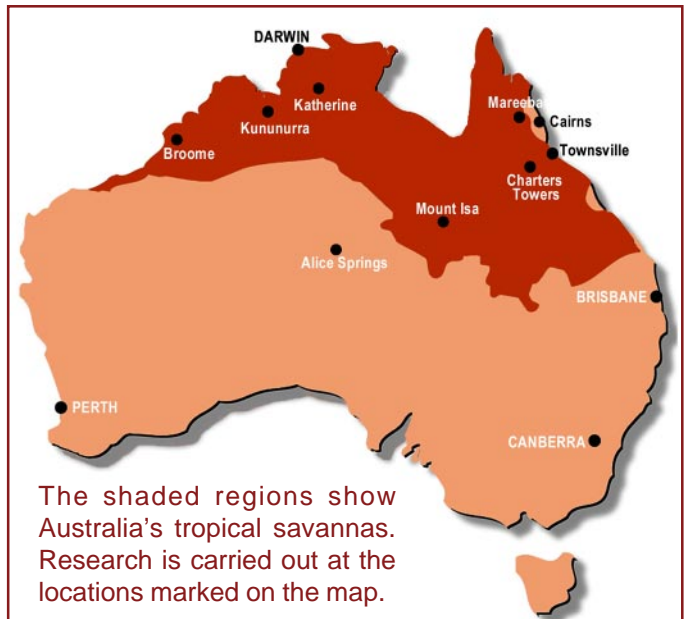 DARWIN
Katherine
Kununurra
Broome
Mareeba
Cairns
Townsville
Charters
Towers
Mount Isa
Alice Springs
BRISBANE
PERTH
CANBERRA
The shaded regions show
Australia's tropical savannas.
Research is carried out at the
locations marked on the map.